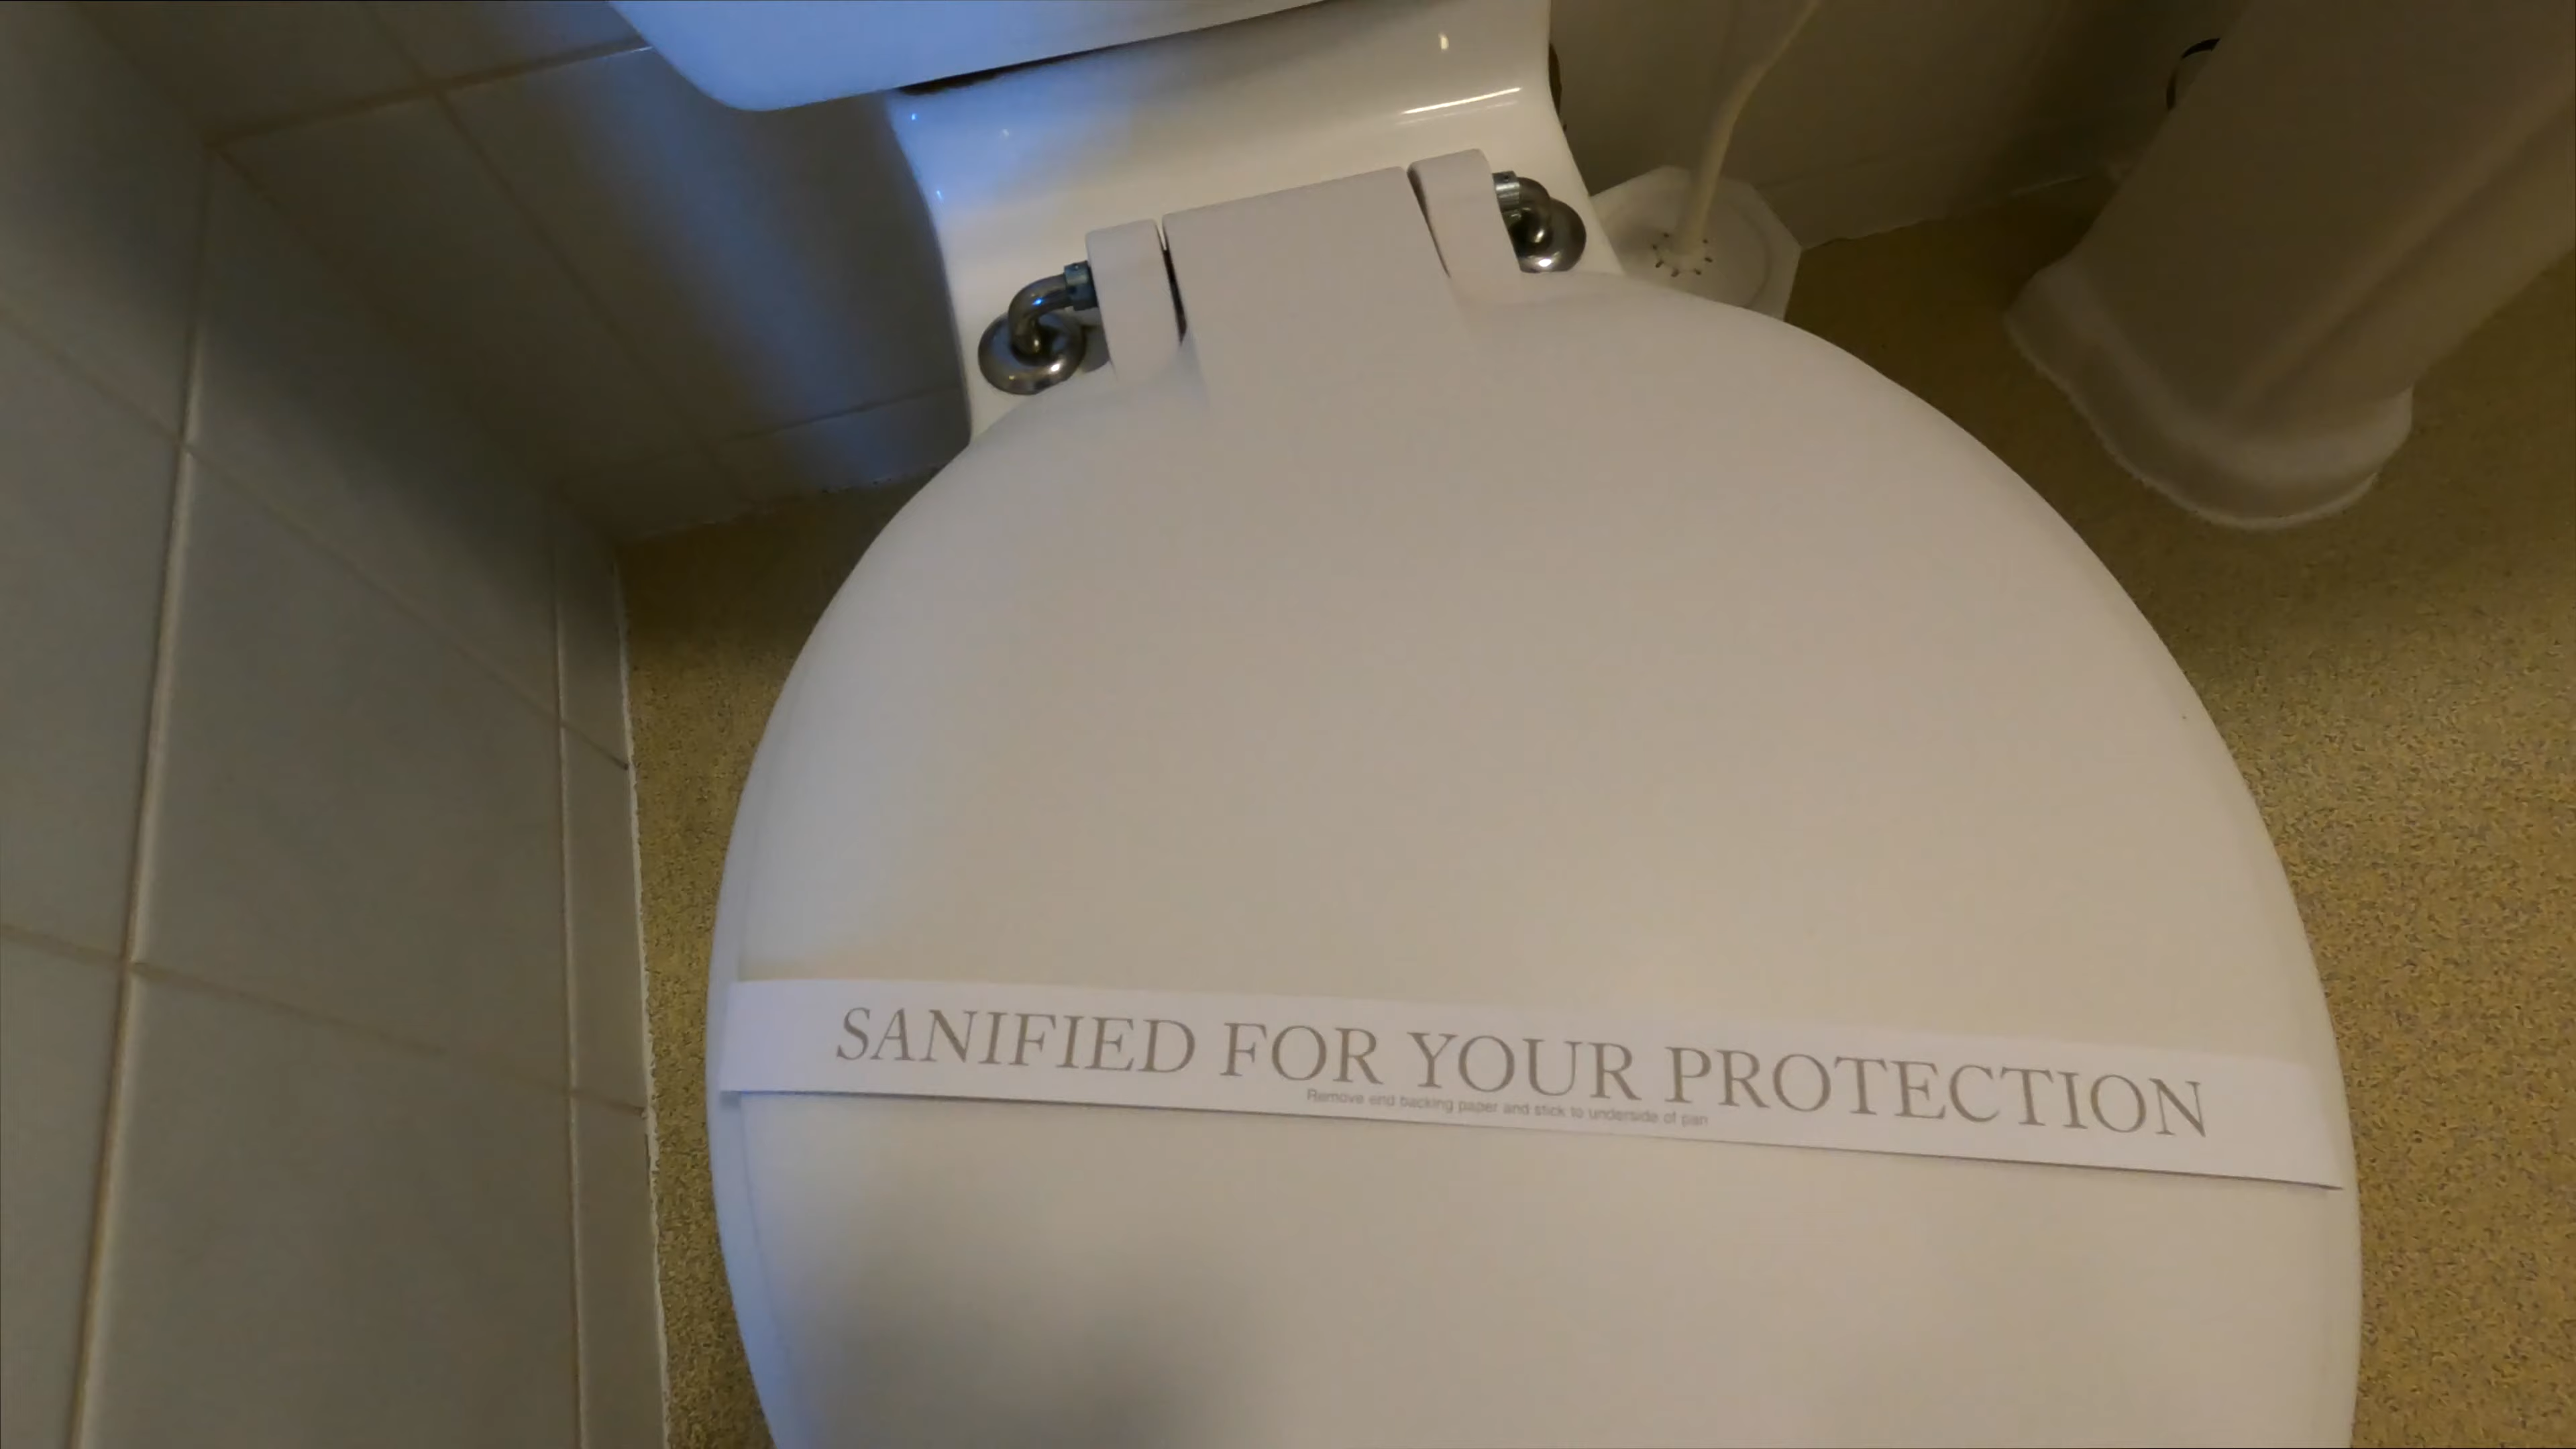 SANIFIED FOR YOUR PROTECTION
Remove end backing paper and stick to underside of pan